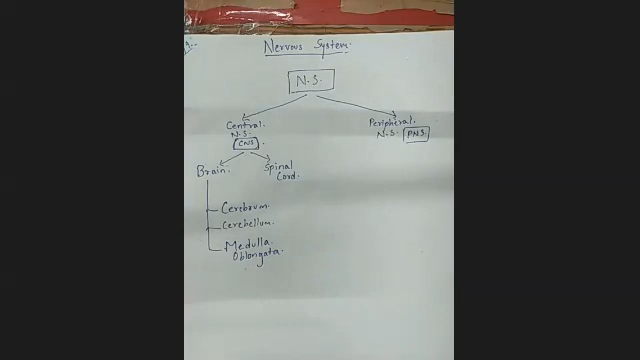 Nervous System
N.S.
Central
N.S.
CNS
Peripheral
N.S. PNS
Brain
Spinal
Cord
Cerebrum
Cerebellum
Medulla
Oblongata